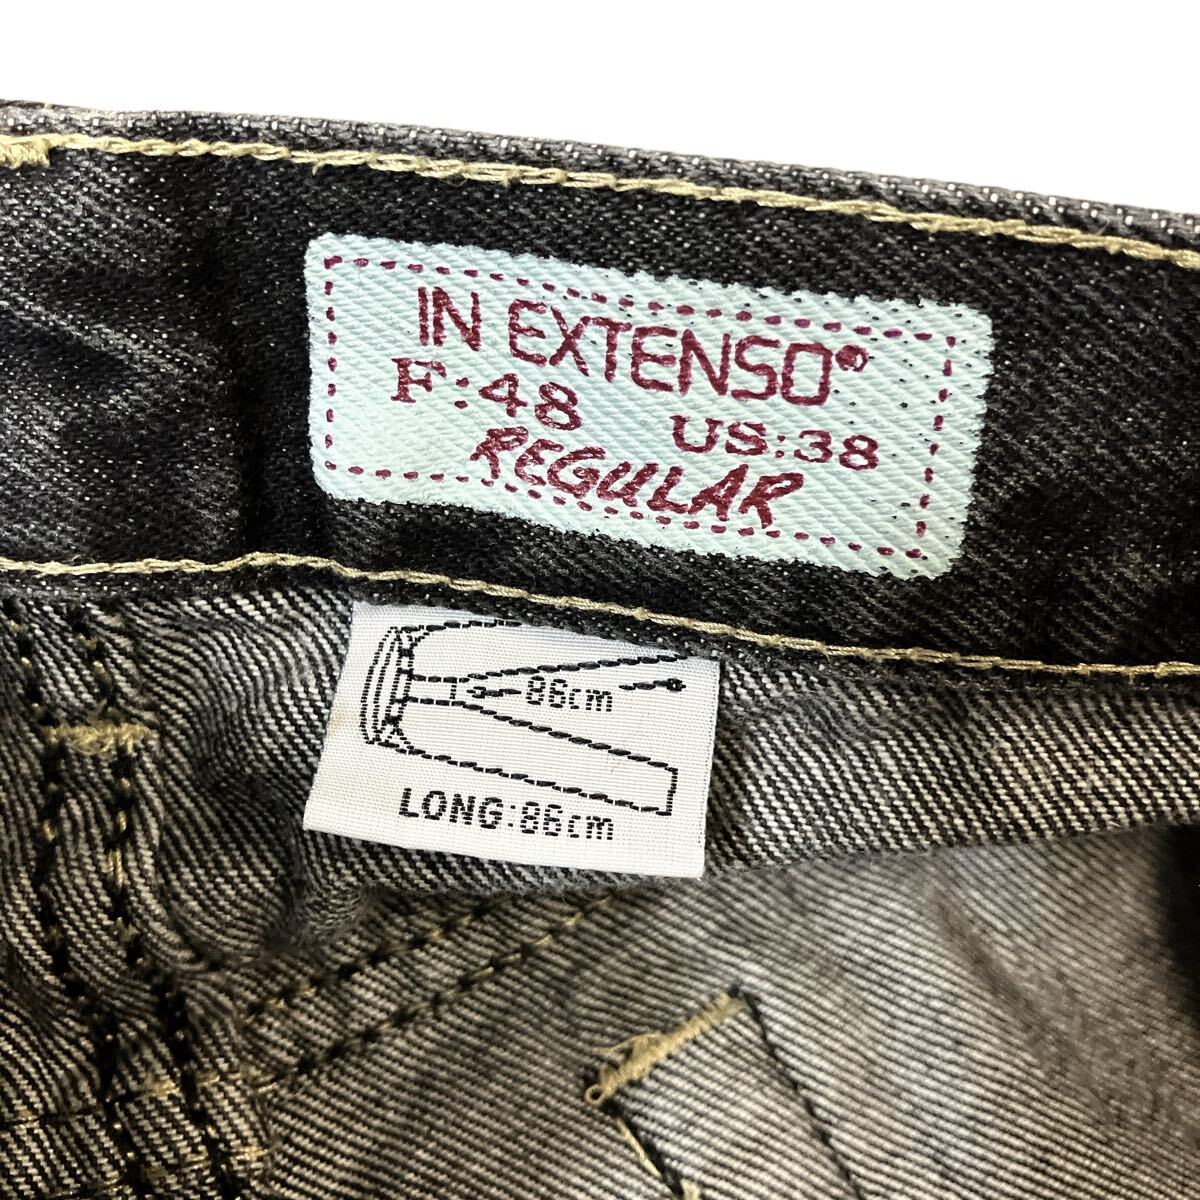 IN EXTENSO®
F:48 US:38
REGULAR
86cm
LONG:86cm